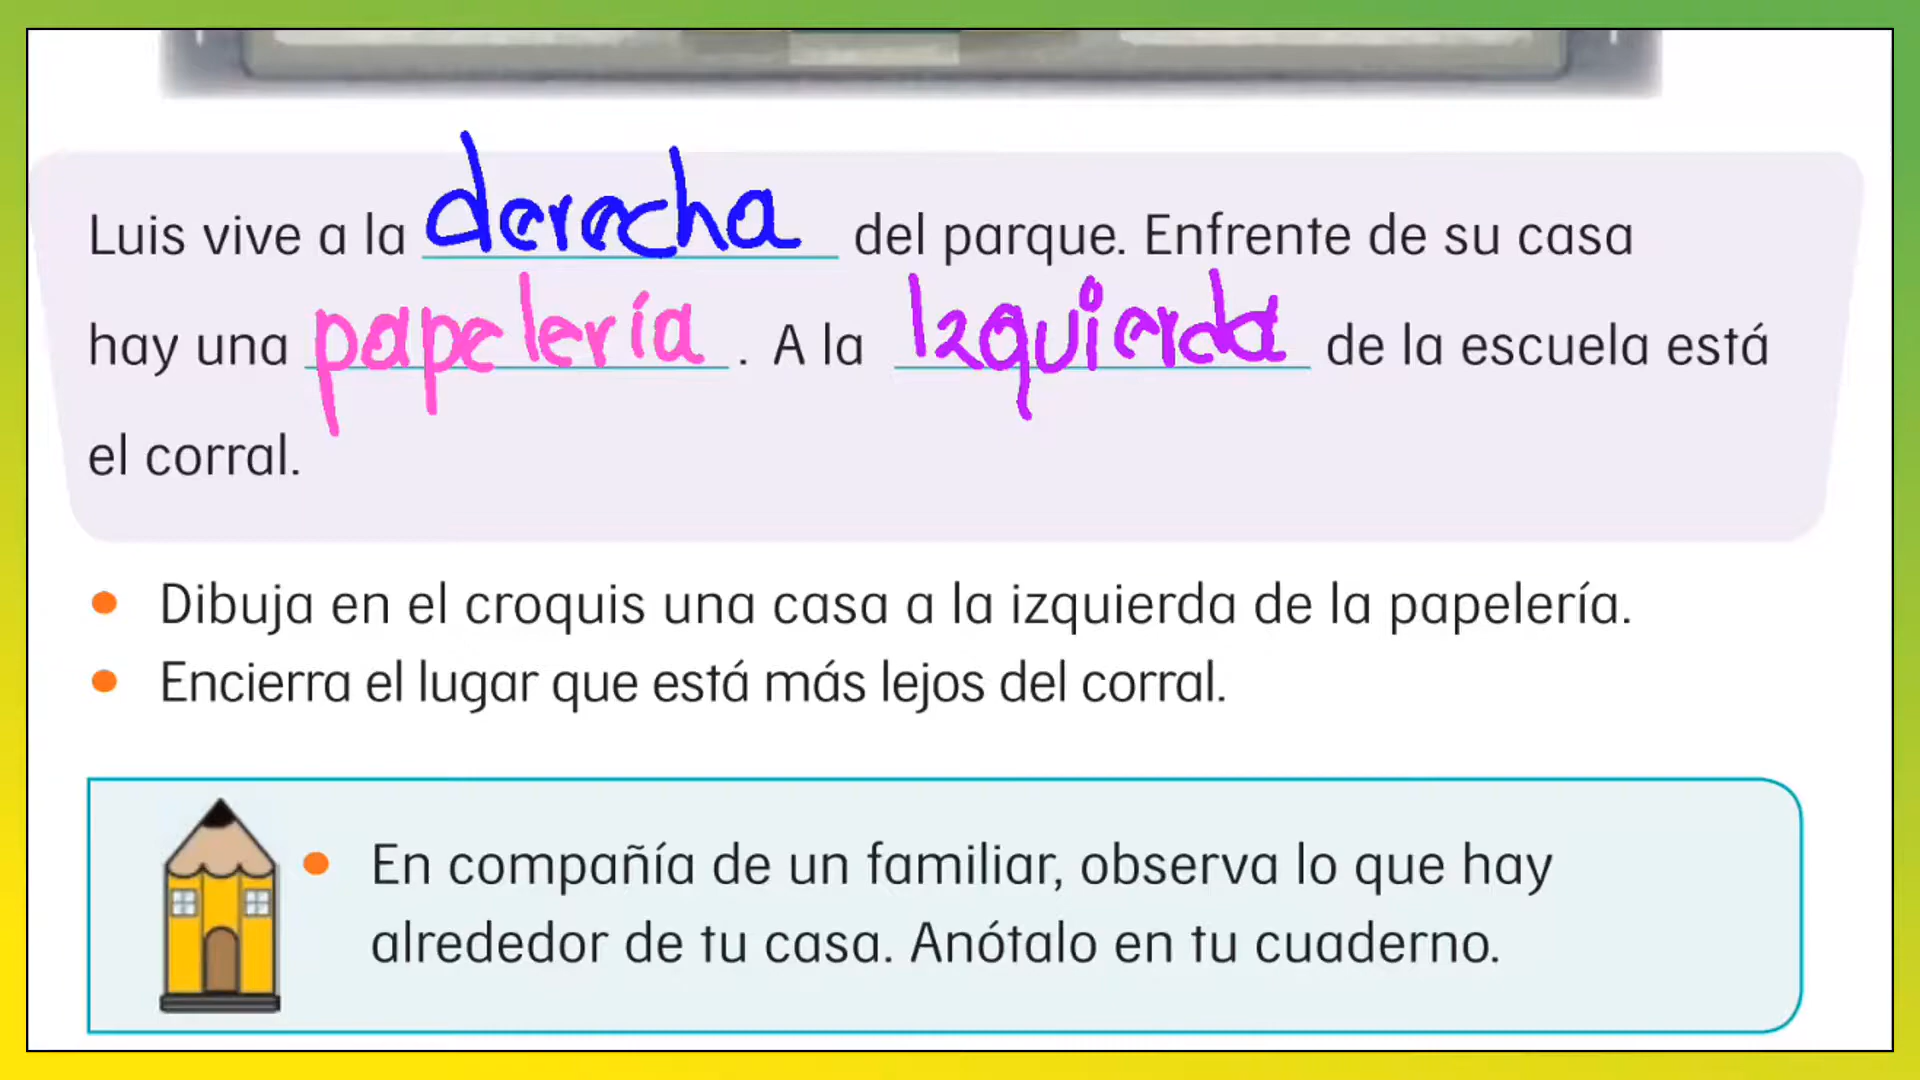 Luis vive a la derecha del parque. Enfrente de su casa
hay una papelería. A la Izquierda de la escuela está
el corral.
• Dibuja en el croquis una casa a la izquierda de la papelería.
• Encierra el lugar que está más lejos del corral.
• En compañía de un familiar, observa lo que hay
alrededor de tu casa. Anótalo en tu cuaderno.